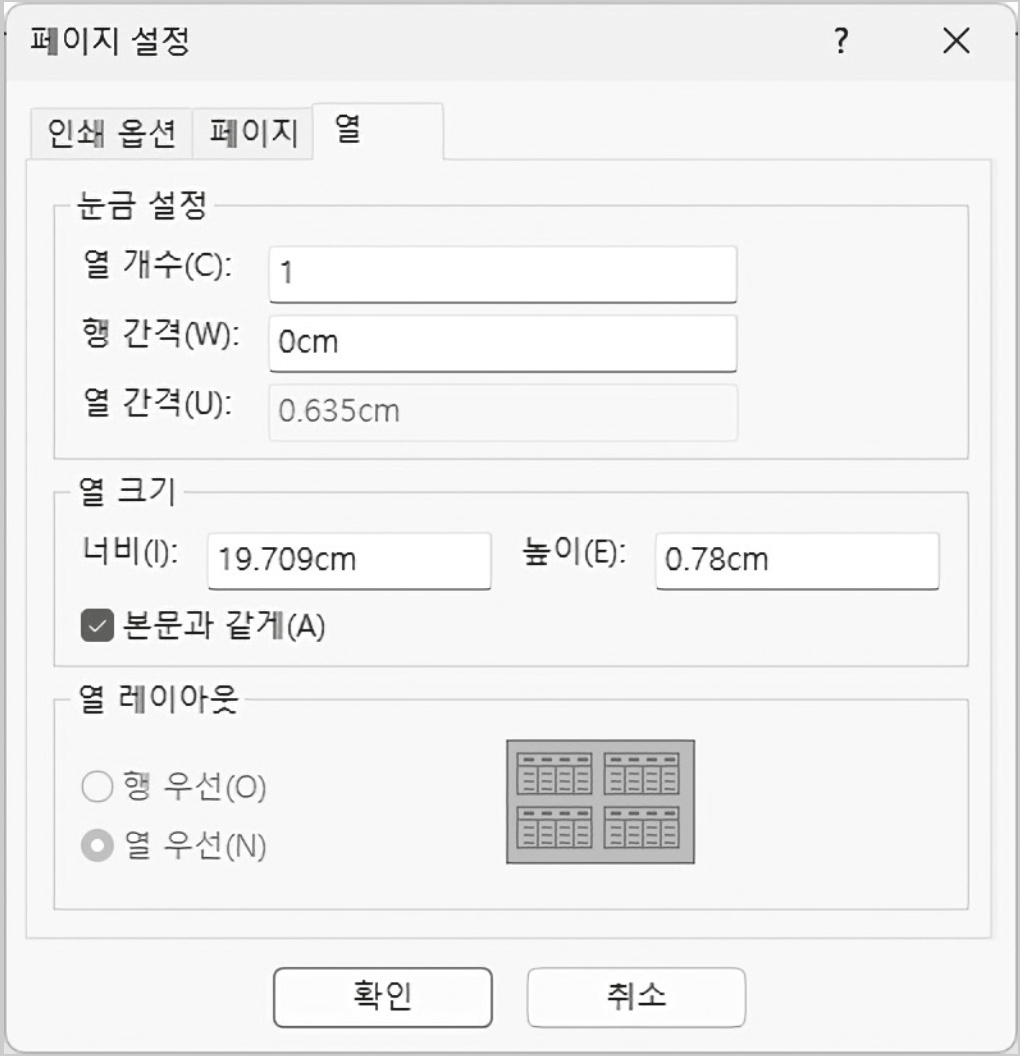 페이지 설정 ?
인쇄 옵션 페이지 열
눈금 설정
열 개수(C): 1
행 간격(W): 0cm
열 간격(U): 0.635cm
열 크기
너비(I): 19.709cm 높이(E): 0.78cm
본문과 같게(A)
열 레이아웃
행 우선(O)
열 우선(N)
확인 취소